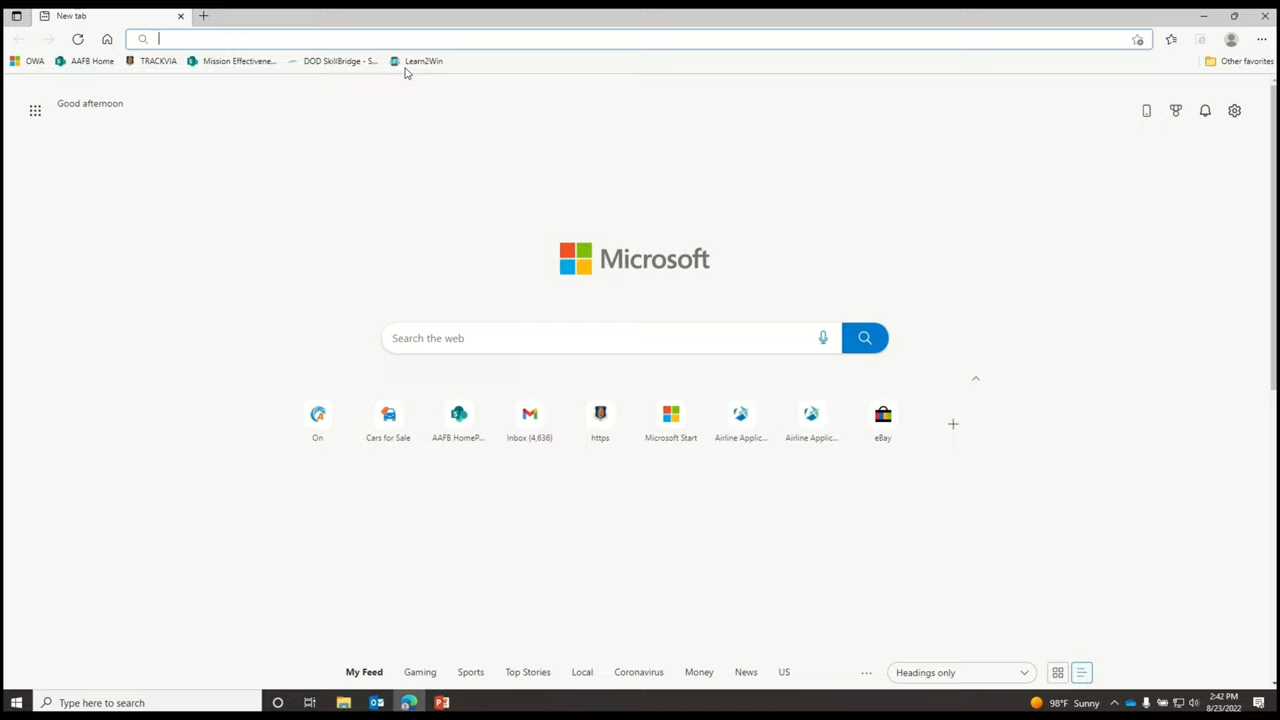 New tab
OWA AAFB Home TRACKVIA Mission Effectivene... DOD SkillBridge - S... Learn2Win Other favorites
Good afternoon
Microsoft
Search the web
On Cars for Sale AAFB HomeP... Inbox (4,636) https Microsoft Start Airline Applic... Airline Applic... eBay
My Feed Gaming Sports Top Stories Local Coronavirus Money News US ... Headings only
Type here to search 98°F Sunny 2:42 PM
8/23/2022